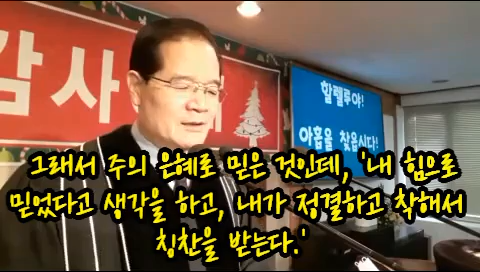 감사
할렐루야!
아홉을 찾읍시다!
그래서 주의 은혜로 믿은 것인데, '내 힘으로
믿었다고 생각을 하고, 내가 정결하고 착해서
칭찬을 받는다.'